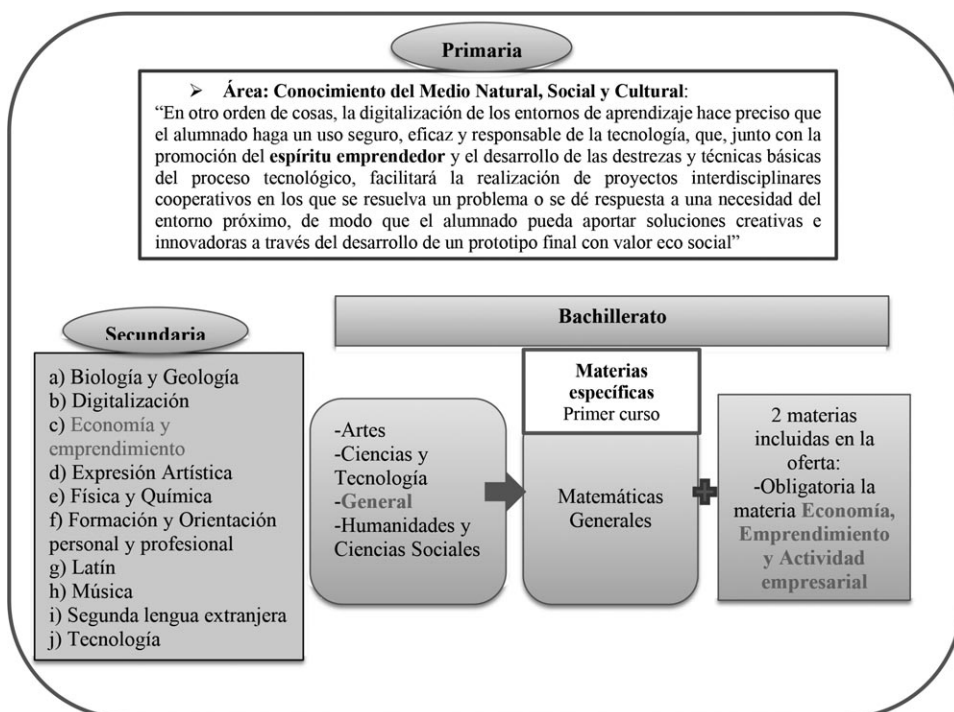 Primaria
➢ Área: Conocimiento del Medio Natural, Social y Cultural:
“En otro orden de cosas, la digitalización de los entornos de aprendizaje hace preciso que
el alumnado haga un uso seguro, eficaz y responsable de la tecnología, que, junto con la
promoción del espíritu emprendedor y el desarrollo de las destrezas y técnicas básicas
del proceso tecnológico, facilitará la realización de proyectos interdisciplinares
cooperativos en los que se resuelva un problema o se dé respuesta a una necesidad del
entorno próximo, de modo que el alumnado pueda aportar soluciones creativas e
innovadoras a través del desarrollo de un prototipo final con valor eco social”
Secundaria
a) Biología y Geología
b) Digitalización
c) Economía y
emprendimiento
d) Expresión Artística
e) Física y Química
f) Formación y Orientación
personal y profesional
g) Latín
h) Música
i) Segunda lengua extranjera
j) Tecnología
Bachillerato
-Artes
-Ciencias y
Tecnología
-General
-Humanidades y
Ciencias Sociales
Materias
específicas
Primer curso
Matemáticas
Generales
2 materias
incluidas en la
oferta:
-Obligatoria la
materia Economía,
Emprendimiento
y Actividad
empresarial